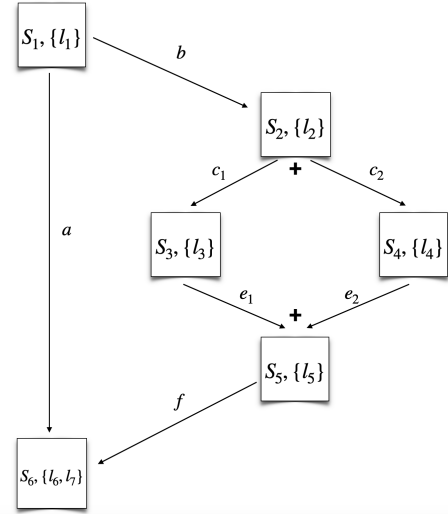 S₁, {l₁}
b
S₂, {l₂}
+
c₁ c₂
a
S₃, {l₃} S₄, {l₄}
e₁ + e₂
S₅, {l₅}
f
S₆, {l₆, l₇}